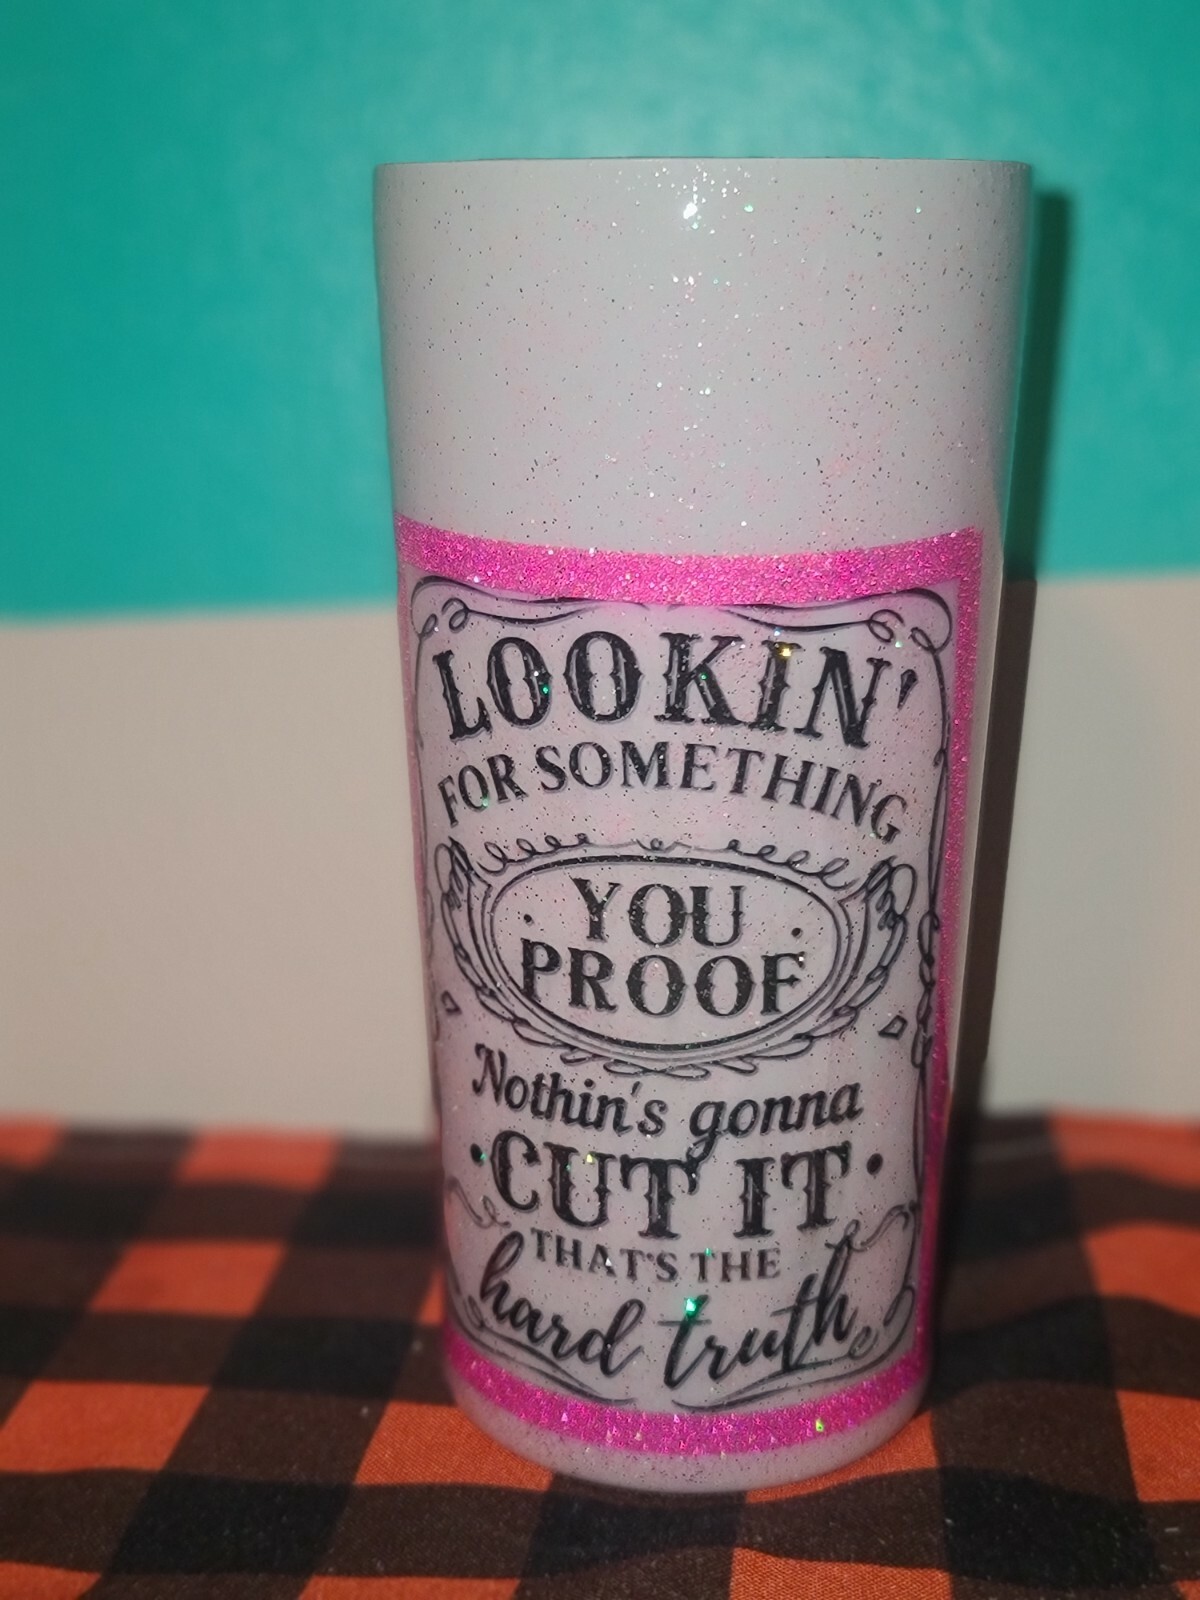 LOOKIN'
FOR SOMETHING
YOU
PROOF
Nothin's gonna
CUT IT
THAT'S THE
hard truth